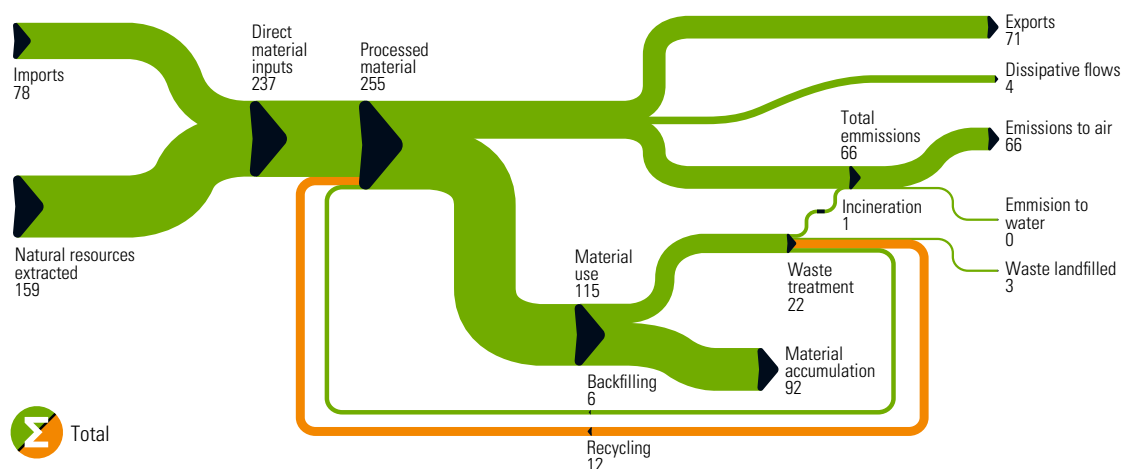 Imports
78
Natural resources
extracted
159
Direct
material
inputs
237
Processed
material
255
Exports
71
Dissipative flows
4
Total
emmissions
66
Emissions to air
66
Incineration
1
Emmision to
water
0
Waste landfilled
3
Waste
treatment
22
Material
use
115
Material
accumulation
92
Backfilling
6
Recycling
12
Σ Total